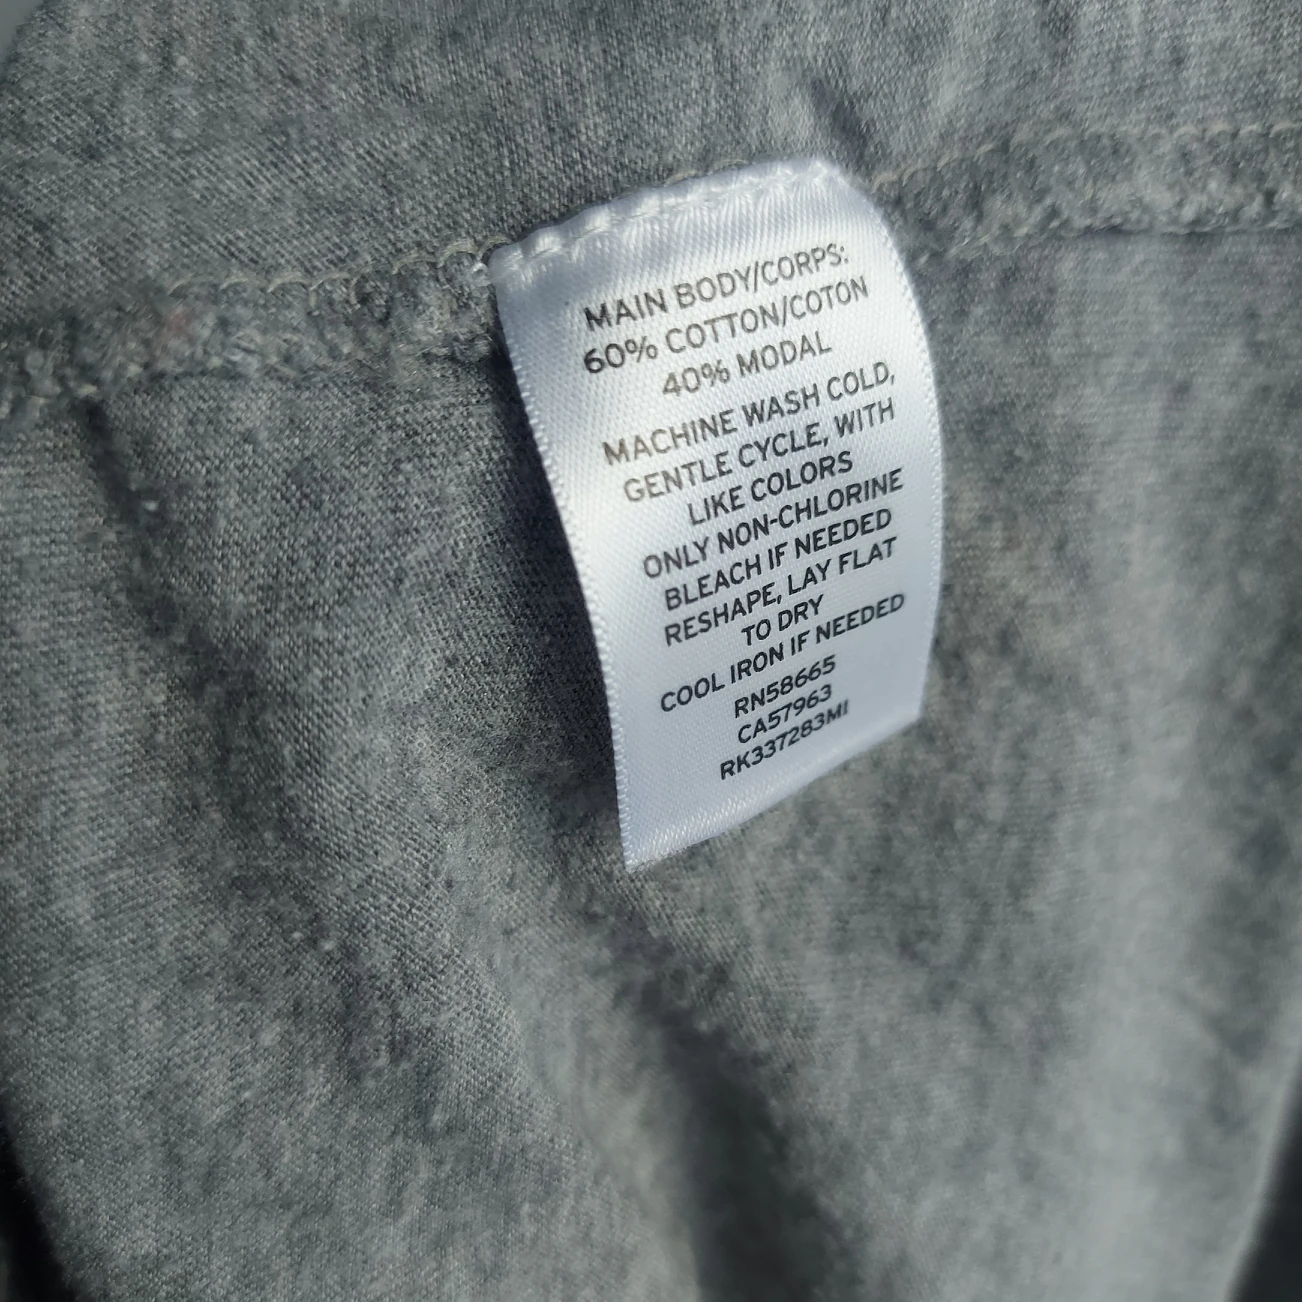 MAIN BODY/CORPS:
60% COTTON/COTON
40% MODAL
MACHINE WASH COLD,
GENTLE CYCLE, WITH
LIKE COLORS
ONLY NON-CHLORINE
BLEACH IF NEEDED
RESHAPE, LAY FLAT
TO DRY
COOL IRON IF NEEDED
RN58665
CA57963
RK337283MI